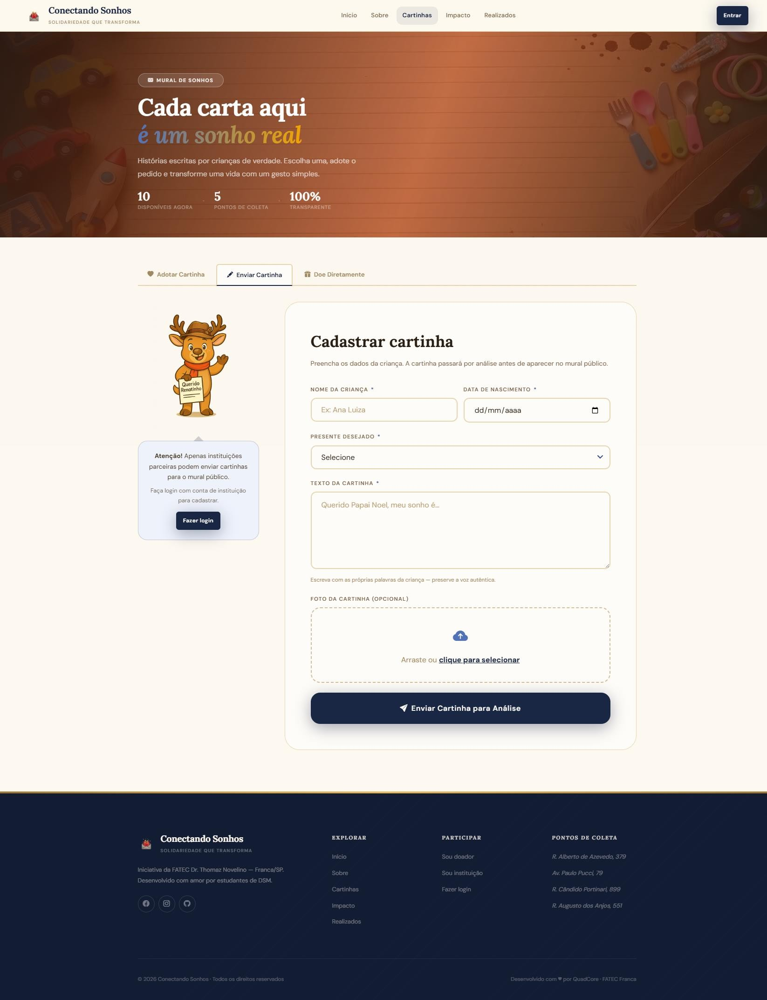 Conectando Sonhos
SOLIDARIEDADE QUE TRANSFORMA
Início
Sobre
Cartinhas
Impacto
Realizados
Entrar
MURAL DE SONHOS
Cada carta aqui
é um sonho real
Histórias escritas por crianças de verdade. Escolha uma, adote o
pedido e transforme uma vida com um gesto simples.
10
DISPONÍVEIS AGORA
5
PONTOS DE COLETA
100%
TRANSPARENTE
Adotar Cartinha
Enviar Cartinha
Doe Diretamente
Querido
Renatinho
Atenção! Apenas instituições
parceiras podem enviar cartinhas
para o mural público.
Faça login com conta de instituição
para cadastrar.
Fazer login
Cadastrar cartinha
Preencha os dados da criança. A cartinha passará por análise antes de aparecer no mural público.
NOME DA CRIANÇA *
Ex: Ana Luiza
DATA DE NASCIMENTO *
dd/mm/aaaa
PRESENTE DESEJADO *
Selecione
TEXTO DA CARTINHA *
Querido Papai Noel, meu sonho é...
Escreva com as próprias palavras da criança — preserve a voz autêntica.
FOTO DA CARTINHA (OPCIONAL)
Arraste ou clique para selecionar
Enviar Cartinha para Análise
Conectando Sonhos
SOLIDARIEDADE QUE TRANSFORMA
Iniciativa da FATEC Dr. Thomaz Novelino — Franca/SP.
Desenvolvido com amor por estudantes de DSM.
EXPLORAR
Início
Sobre
Cartinhas
Impacto
Realizados
PARTICIPAR
Sou doador
Sou instituição
Fazer login
PONTOS DE COLETA
R. Alberto de Azevedo, 379
Av. Paulo Pucci, 79
R. Cândido Portinari, 899
R. Augusto dos Anjos, 551
© 2026 Conectando Sonhos · Todos os direitos reservados
Desenvolvido com ♥ por QuadCore · FATEC Franca